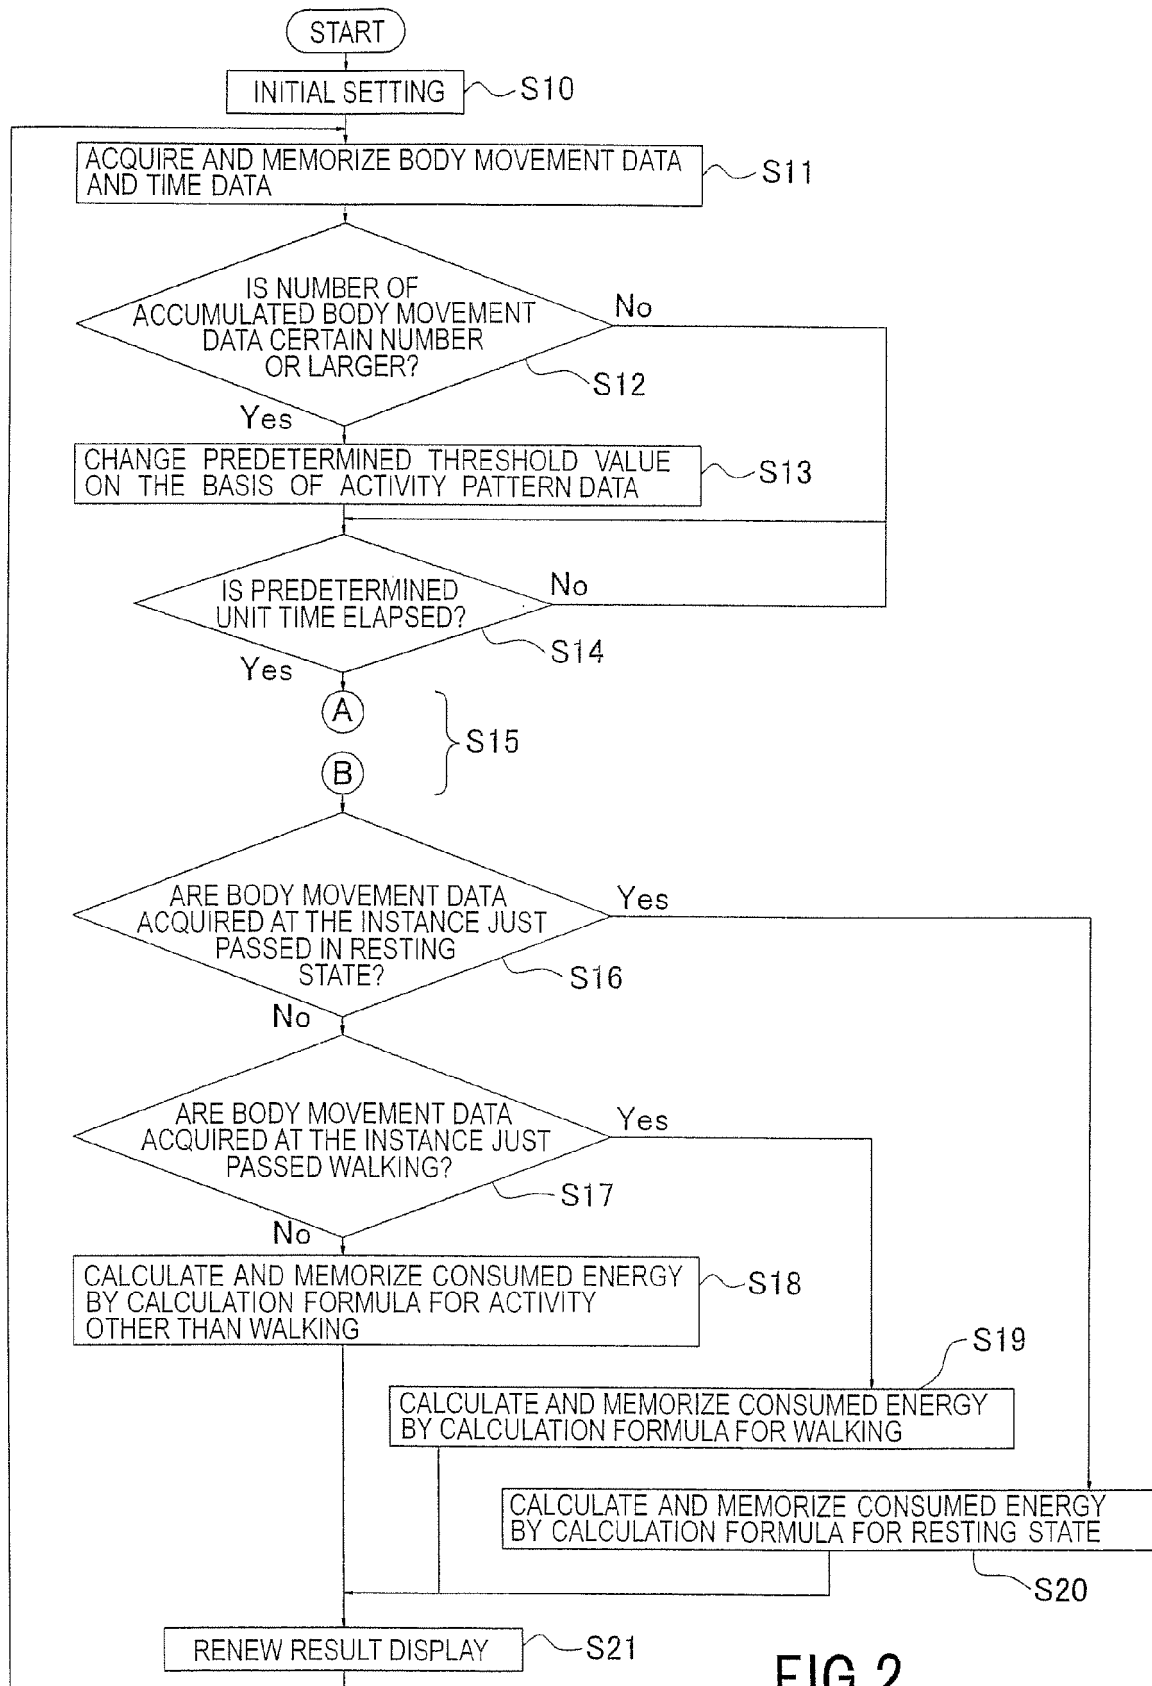 START
INITIAL SETTING
S10
ACQUIRE AND MEMORIZE BODY MOVEMENT DATA
AND TIME DATA
S11
IS NUMBER OF
ACCUMULATED BODY MOVEMENT
DATA CERTAIN NUMBER
OR LARGER?
No
S12
Yes
CHANGE PREDETERMINED THRESHOLD VALUE
ON THE BASIS OF ACTIVITY PATTERN DATA
S13
IS PREDETERMINED
UNIT TIME ELAPSED?
No
S14
Yes
A
S15
B
ARE BODY MOVEMENT DATA
ACQUIRED AT THE INSTANCE JUST
PASSED IN RESTING
STATE?
Yes
S16
No
ARE BODY MOVEMENT DATA
ACQUIRED AT THE INSTANCE JUST
PASSED WALKING?
Yes
S17
No
CALCULATE AND MEMORIZE CONSUMED ENERGY
BY CALCULATION FORMULA FOR ACTIVITY
OTHER THAN WALKING
S18
S19
CALCULATE AND MEMORIZE CONSUMED ENERGY
BY CALCULATION FORMULA FOR WALKING
CALCULATE AND MEMORIZE CONSUMED ENERGY
BY CALCULATION FORMULA FOR RESTING STATE
S20
RENEW RESULT DISPLAY
S21
FIG.2